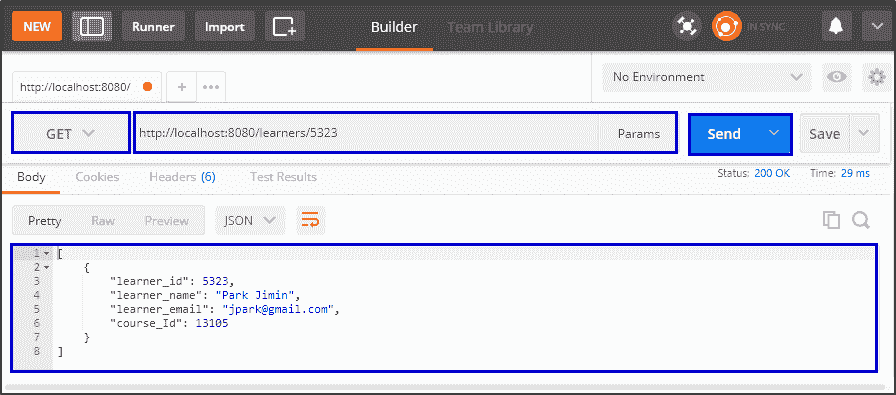 NEW Runner Import Builder Team Library IN SYNC
http://localhost:8080/ + ••• No Environment
GET http://localhost:8080/learners/5323 Params Send Save
Body Cookies Headers (6) Test Results Status: 200 OK Time: 29 ms
Pretty Raw Preview JSON
1 [
2 {
3 "learner_id": 5323,
4 "learner_name": "Park Jimin",
5 "learner_email": "jpark@gmail.com",
6 "course_Id": 13105
7 }
8 ]